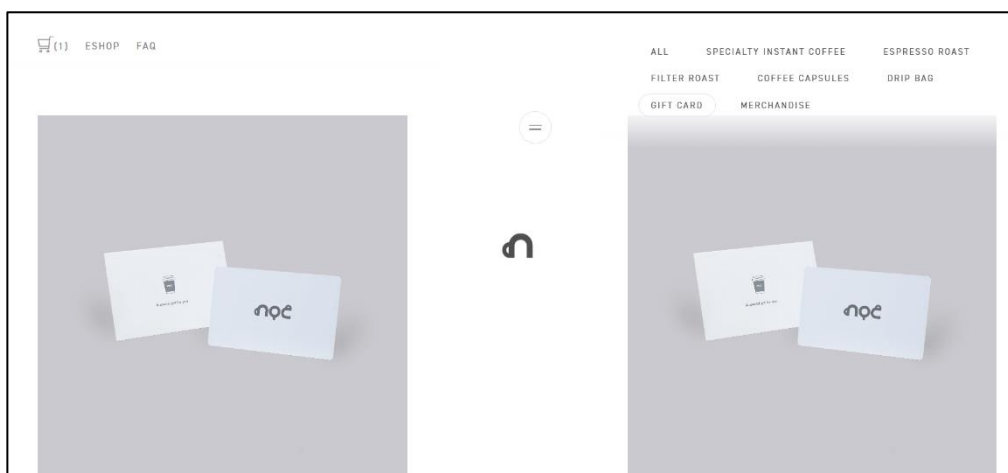 (1) ESHOP FAQ
ALL SPECIALTY INSTANT COFFEE ESPRESSO ROAST
FILTER ROAST COFFEE CAPSULES DRIP BAG
GIFT CARD MERCHANDISE
noc
noc